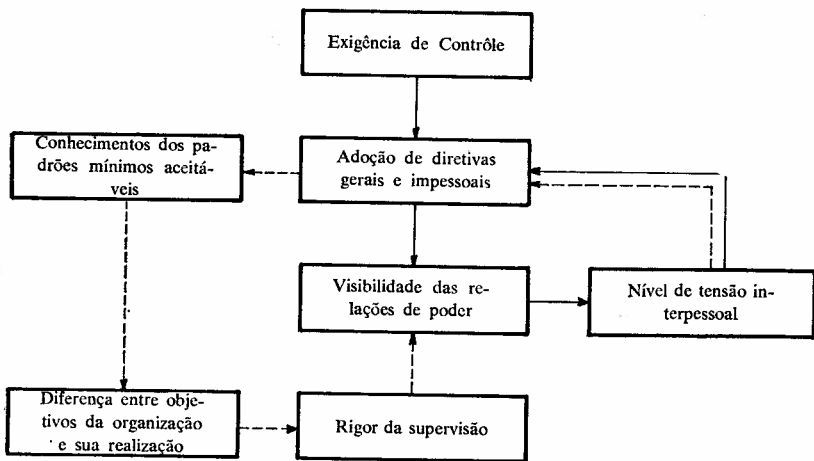 Exigência de Contrôle
Conhecimentos dos pa-
drões mínimos aceitá-
veis
Adoção de diretivas
gerais e impessoais
Visibilidade das re-
lações de poder
Nível de tensão in-
terpessoal
Diferença entre obje-
tivos da organização
e sua realização
Rigor da supervisão